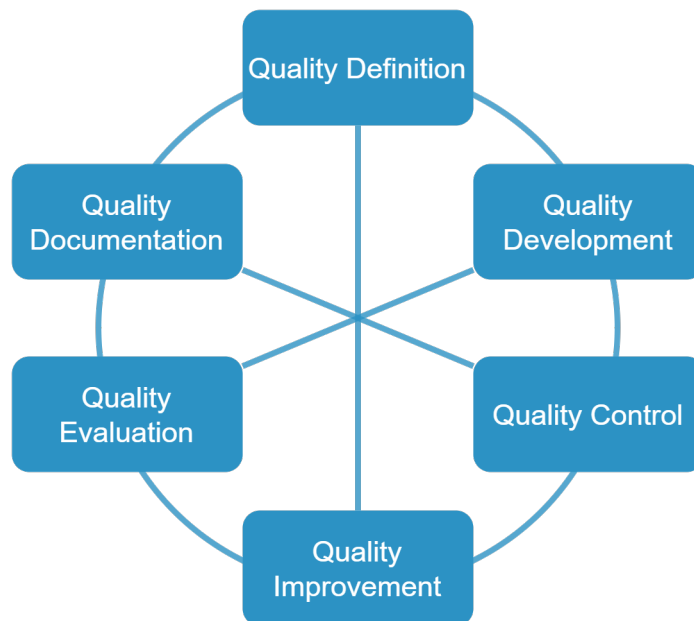 Quality Definition
Quality
Documentation
Quality
Development
Quality
Evaluation
Quality Control
Quality
Improvement